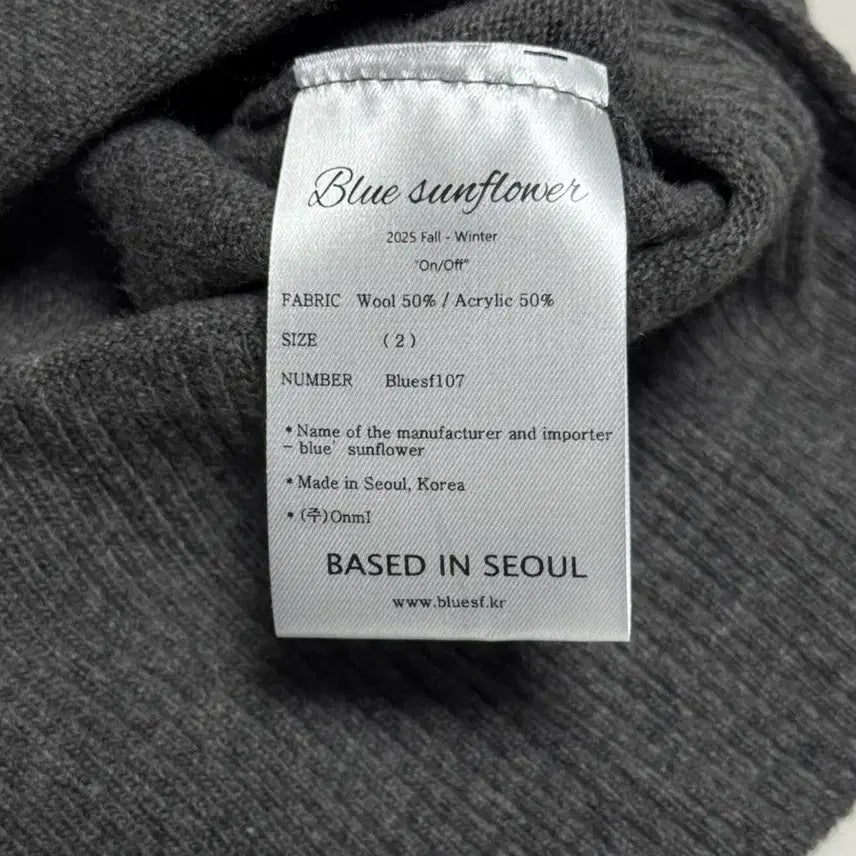 Blue sunflower
2025 Fall - Winter
"On/Off"
FABRIC Wool 50% / Acrylic 50%
SIZE ( 2 )
NUMBER Bluesf107
* Name of the manufacturer and importer
- blue' sunflower
* Made in Seoul, Korea
* (주)OnmI
BASED IN SEOUL
www.bluesf.kr